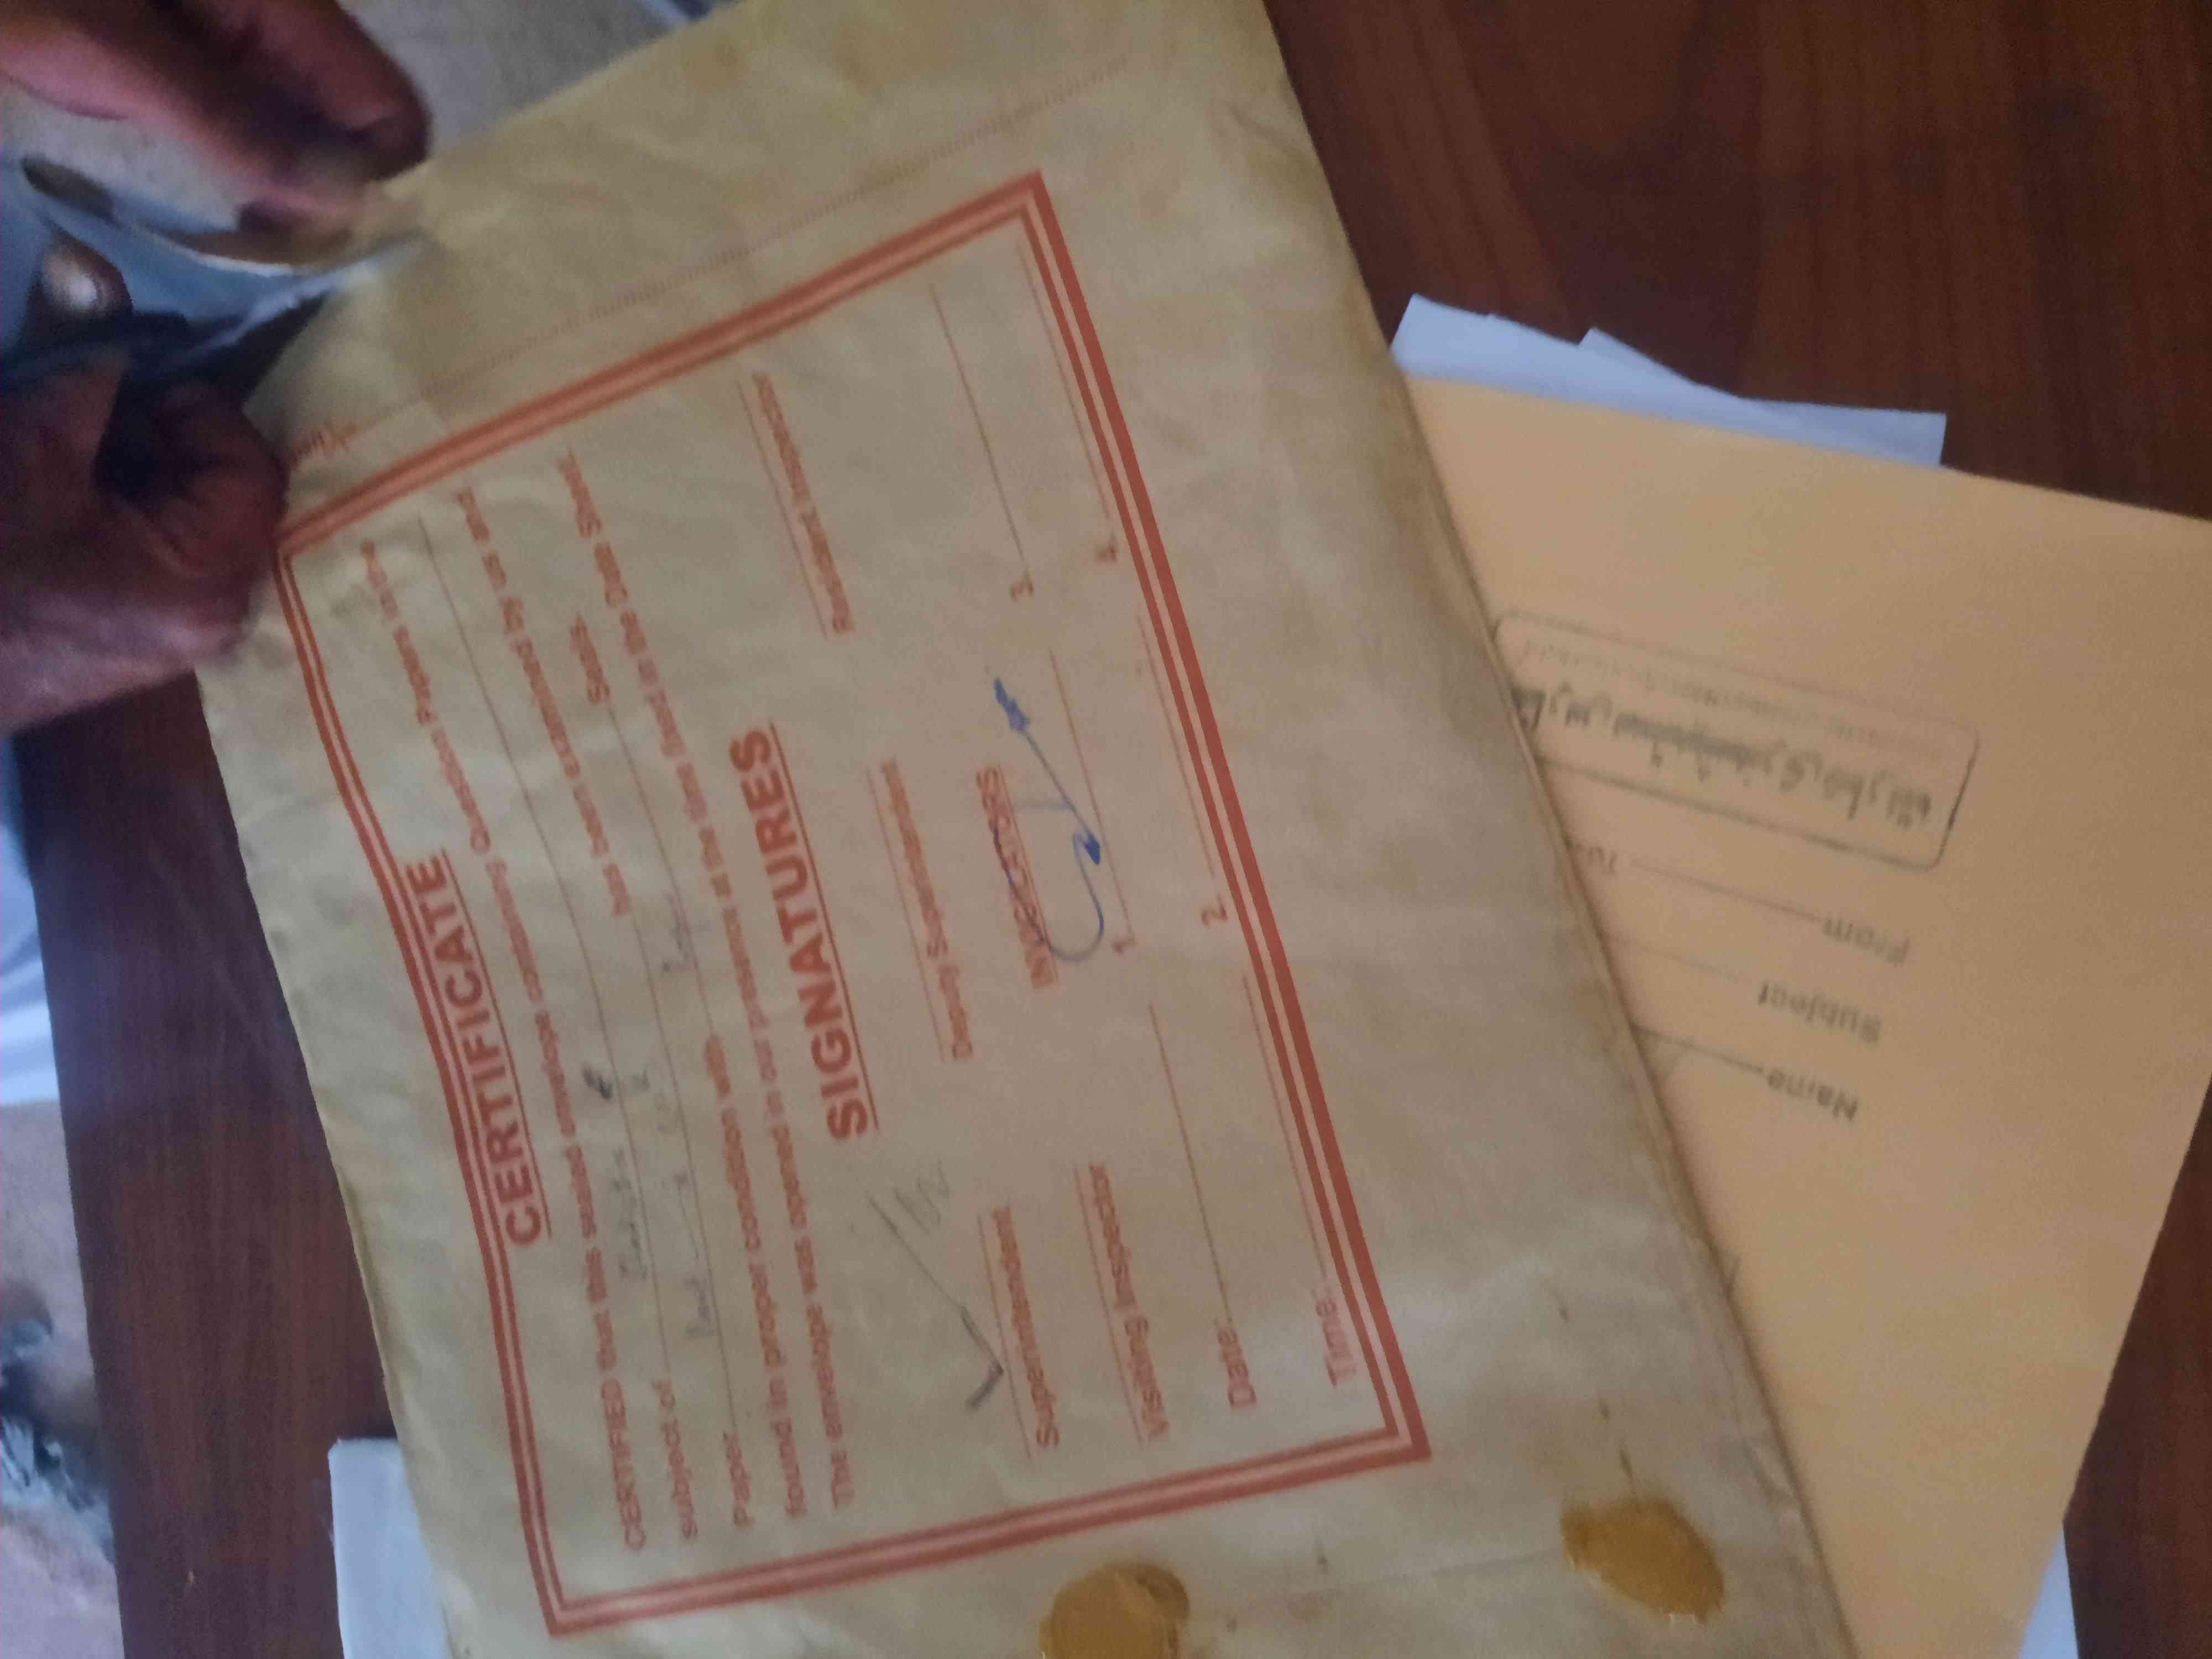 CERTIFICATE
CERTIFIED that this sealed envelope containing Question Papers in the
subject of
has been examined by us and
Paper
Seals.
found in proper condition with
The envelope was opened in our presence at the time fixed in the Date Sheet.
SIGNATURES
Superintendent
Deputy Superintendent
Resident Inspector
INVIGILATORS
Visiting Inspector
1.
3.
Date:
2.
4.
Time:
Name
Subject
From
To